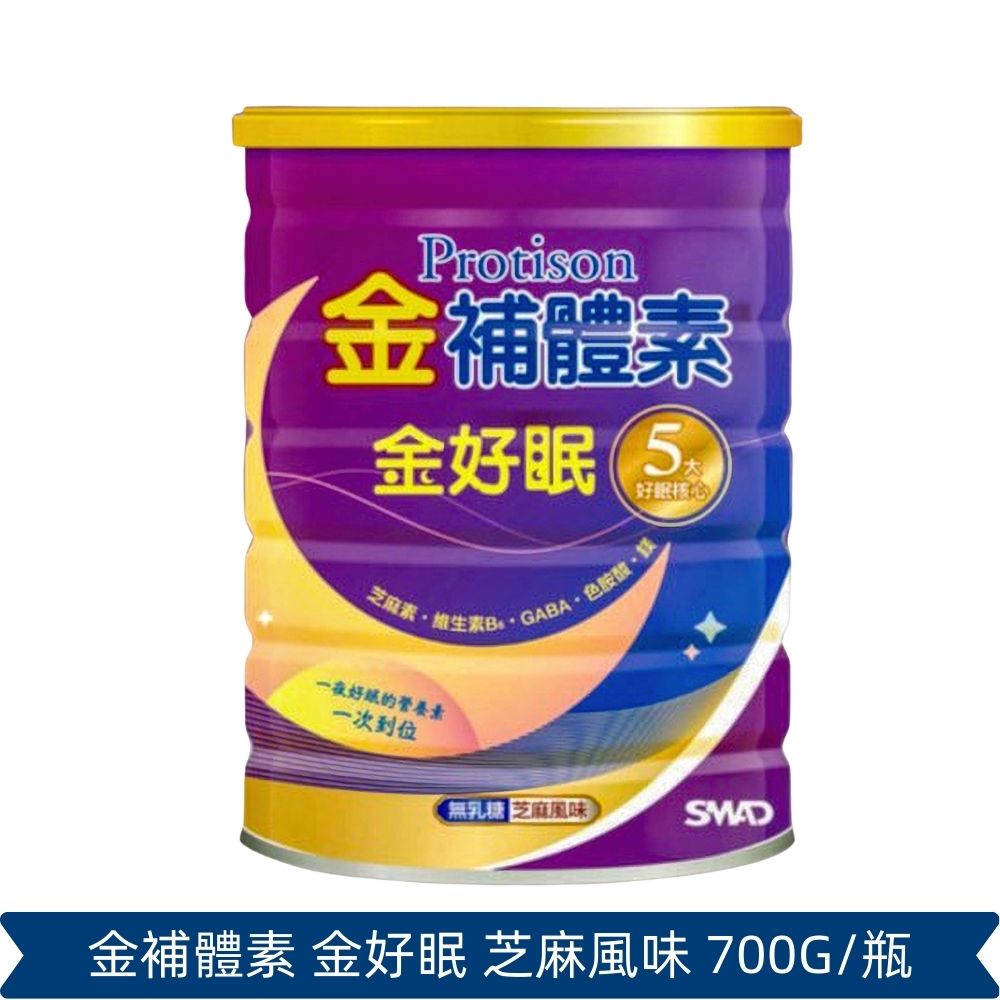 Protison
金補體素
金好眠
5大
好眠核心
芝麻素・維生素B₆・GABA・色胺酸・鎂
一夜好眠的營養素
一次到位
無乳糖 芝麻風味
SMAD
金補體素 金好眠 芝麻風味 700G/瓶